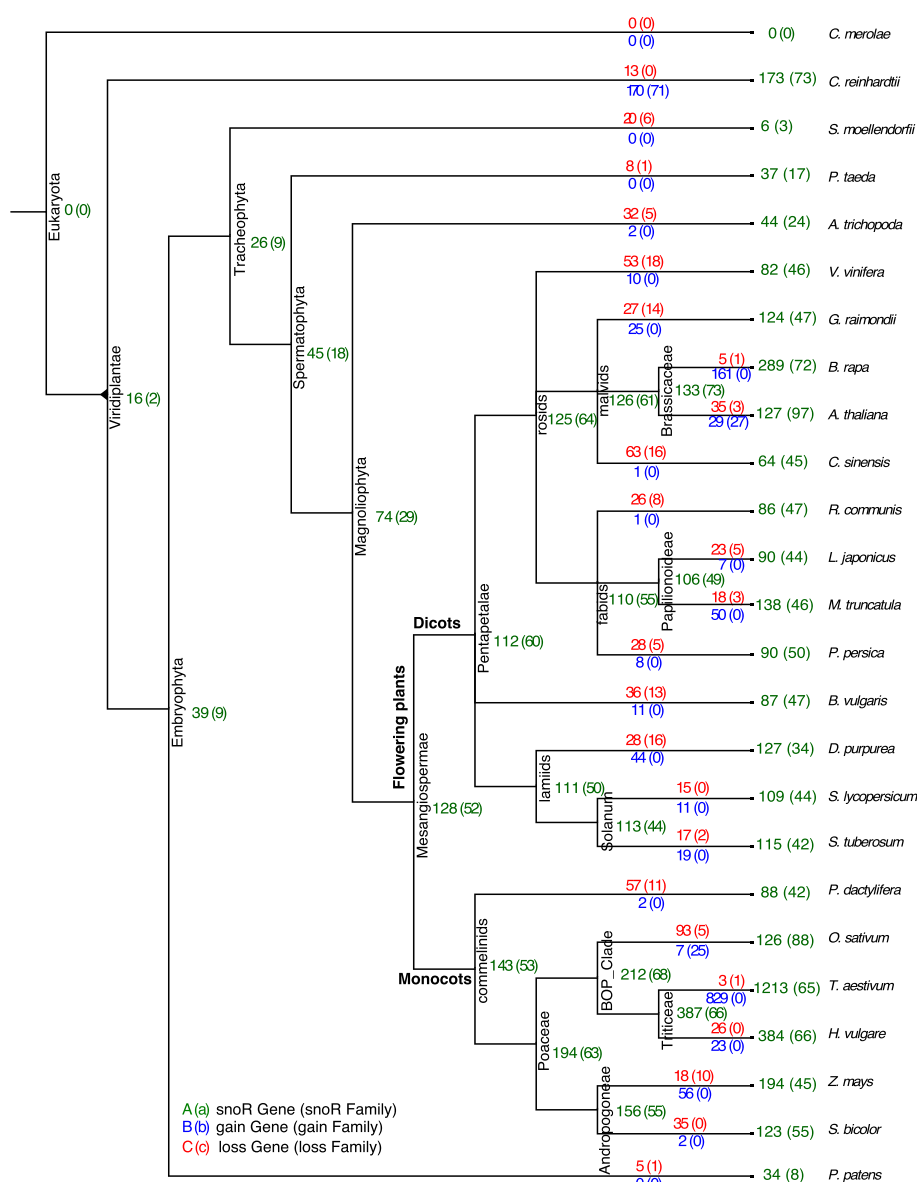 0 (0)
0 (0)
0 (0)
C. merolae
13 (0)
170 (71)
173 (73)
C. reinhardtii
20 (6)
0 (0)
6 (3)
S. moellendorfii
8 (1)
0 (0)
37 (17)
P. taeda
32 (5)
2 (0)
44 (24)
A. trichopoda
53 (18)
10 (0)
82 (46)
V. vinifera
27 (14)
25 (0)
124 (47)
G. raimondii
5 (1)
161 (0)
289 (72)
B. rapa
35 (3)
29 (27)
127 (97)
A. thaliana
63 (16)
1 (0)
64 (45)
C. sinensis
26 (8)
1 (0)
86 (47)
R. communis
23 (5)
7 (0)
90 (44)
L. japonicus
18 (3)
50 (0)
138 (46)
M. truncatula
28 (5)
8 (0)
90 (50)
P. persica
36 (13)
11 (0)
87 (47)
B. vulgaris
28 (16)
44 (0)
127 (34)
D. purpurea
15 (0)
11 (0)
109 (44)
S. lycopersicum
17 (2)
19 (0)
115 (42)
S. tuberosum
57 (11)
2 (0)
88 (42)
P. dactylifera
93 (5)
7 (25)
126 (88)
O. sativum
3 (1)
829 (0)
1213 (65)
T. aestivum
26 (0)
23 (0)
384 (66)
H. vulgare
18 (10)
56 (0)
194 (45)
Z. mays
35 (0)
2 (0)
123 (55)
S. bicolor
5 (1)
34 (8)
P. patens
Eukaryota
0 (0)
Viridiplantae
16 (2)
Embryophyta
39 (9)
Tracheophyta
26 (9)
Spermatophyta
45 (18)
Magnoliophyta
74 (29)
Flowering plants
Mesangiospermae
128 (52)
Dicots
Pentapetalae
112 (60)
rosids
125 (64)
malvids
126 (61)
Brassicaceae
133 (73)
fabids
110 (55)
Papilionoideae
106 (49)
lamiids
111 (50)
Solanum
113 (44)
Monocots
commelinids
143 (53)
Poaceae
194 (63)
BOP_Clade
212 (68)
Triticeae
387 (66)
Andropogoneae
156 (55)
A (a) snoR Gene (snoR Family)
B (b) gain Gene (gain Family)
C (c) loss Gene (loss Family)